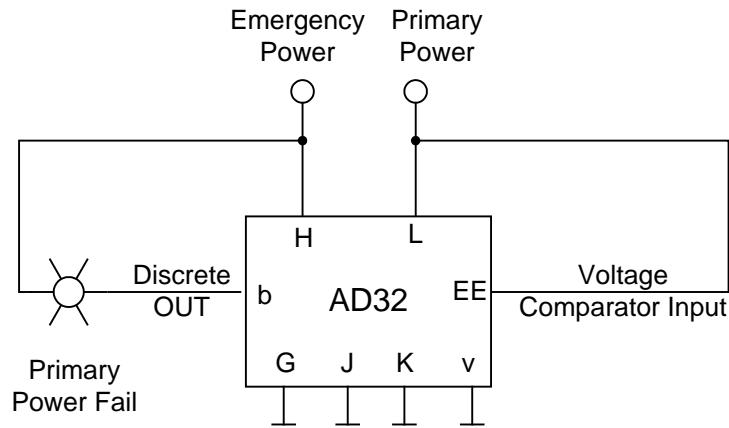 Emergency
Power
Primary
Power
H
L
Discrete
OUT
b
AD32
EE
Voltage
Comparator Input
G
J
K
v
Primary
Power Fail